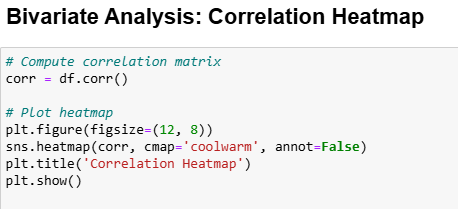 Bivariate Analysis: Correlation Heatmap
# Compute correlation matrix
corr = df.corr()
# Plot heatmap
plt.figure(figsize=(12, 8))
sns.heatmap(corr, cmap='coolwarm', annot=False)
plt.title('Correlation Heatmap')
plt.show()